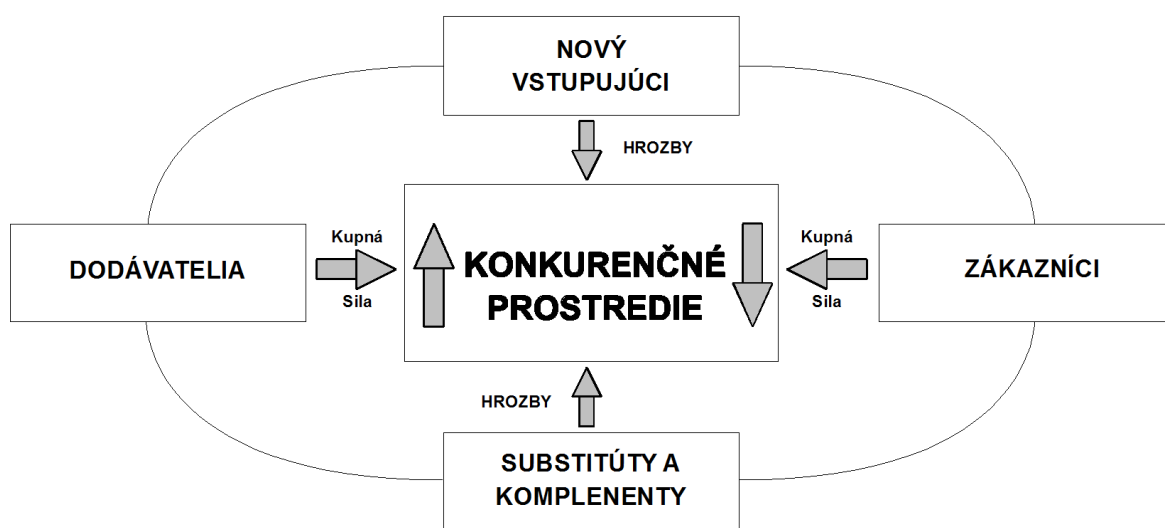 NOVÝ
VSTUPUJÚCI
HROZBY
DODÁVATELIA
Kupná
Sila
KONKURENČNÉ
PROSTREDIE
Kupná
Sila
ZÁKAZNÍCI
HROZBY
SUBSTITÚTY A
KOMPLENENTY